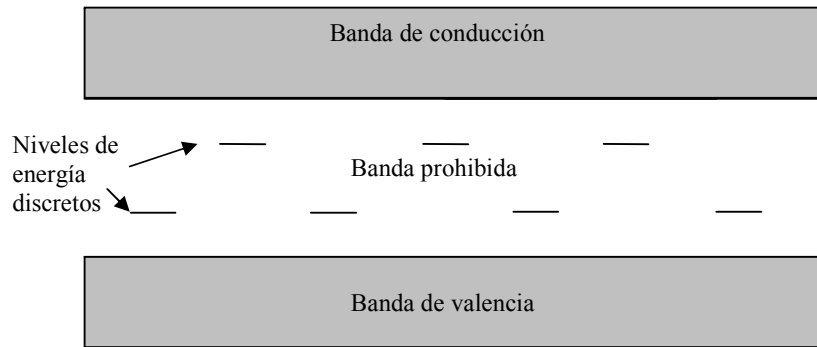 Banda de conducción
Niveles de
energía
discretos
Banda prohibida
Banda de valencia